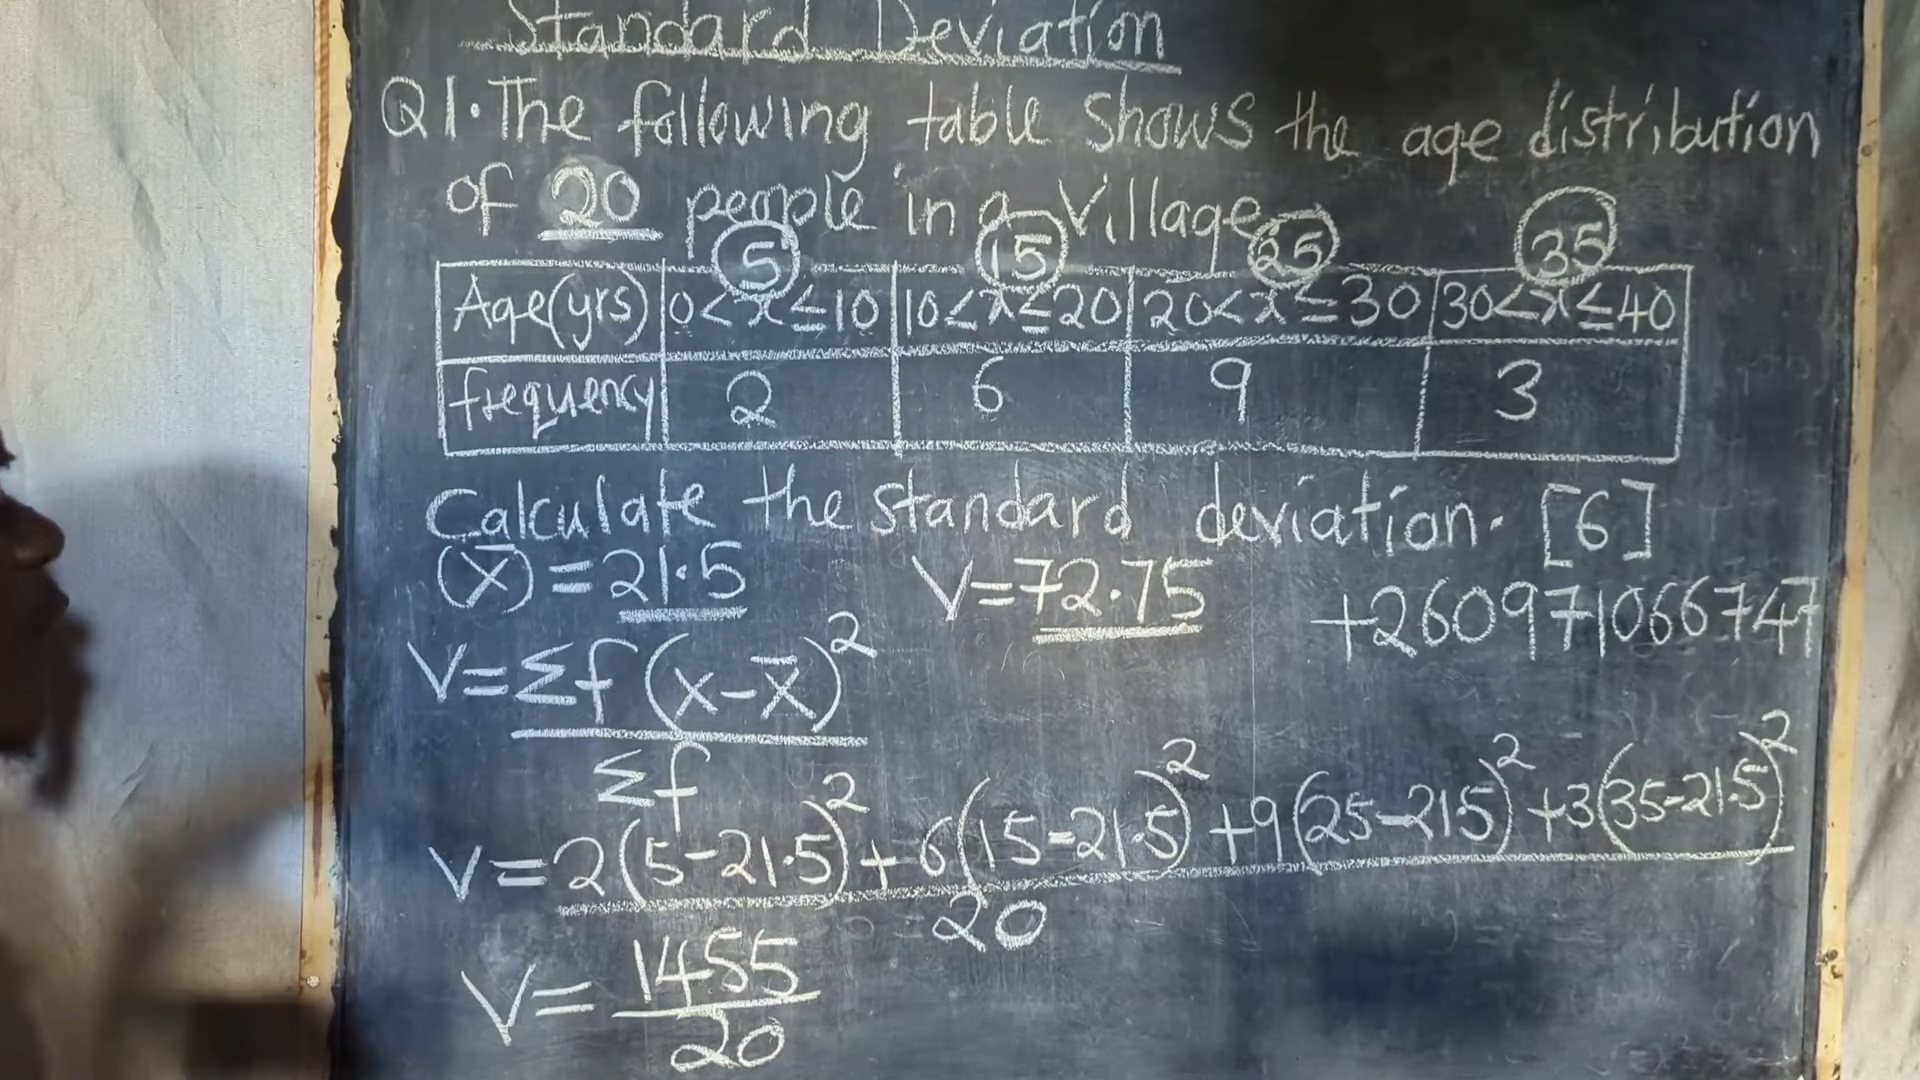 Standard Deviation
Q1. The following table shows the age distribution
of 20 people in a village
5 15 25 35
Age(yrs) 0<x≤10 10<x≤20 20<x≤30 30<x≤40
frequency 2 6 9 3
Calculate the standard deviation. [6]
(x̄) = 21.5 V=72.75
+260971066747
V=Σf(x-x̄)²
Σf
V=2(5-21.5)²+6(15-21.5)²+9(25-21.5)²+3(35-21.5)²
20
V=1455
20